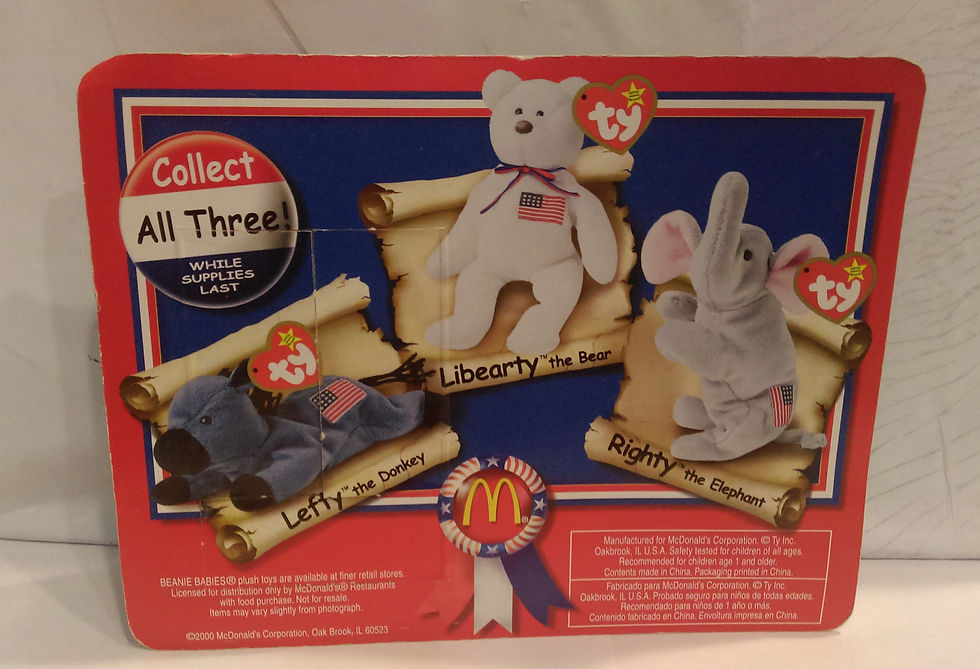 Collect
All Three!
WHILE
SUPPLIES
LAST
ty
ty
ty
Libearty™ the Bear
Lefty™ the Donkey
Righty™ the Elephant
M®
BEANIE BABIES® plush toys are available at finer retail stores.
Licensed for distribution only by McDonald's® Restaurants
with food purchase. Not for resale.
Items may vary slightly from photograph.
©2000 McDonald's Corporation, Oak Brook, IL 60523
Manufactured for McDonald's Corporation. © Ty Inc.
Oakbrook, IL U.S.A. Safety tested for children of all ages.
Recommended for children age 1 and older.
Contents made in China. Packaging printed in China.
Fabricado para McDonald's Corporation. © Ty Inc.
Oakbrook, IL U.S.A. Probado seguro para niños de todas edades.
Recomendado para niños de 1 año o más.
Contenido fabricado en China. Envoltura impresa en China.